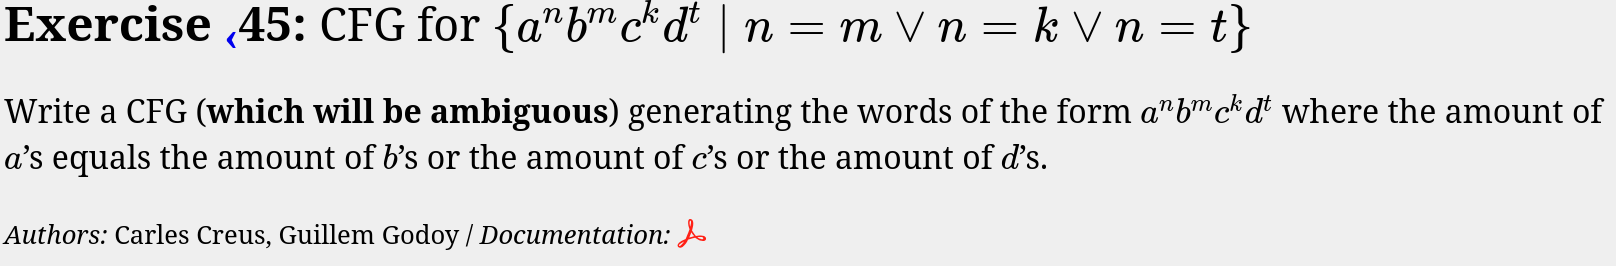 Exercise ‹45: CFG for {aⁿbᵐcᵏdᵗ | n = m ∨ n = k ∨ n = t}
Write a CFG (which will be ambiguous) generating the words of the form aⁿbᵐcᵏdᵗ where the amount of
a’s equals the amount of b’s or the amount of c’s or the amount of d’s.
Authors: Carles Creus, Guillem Godoy / Documentation: